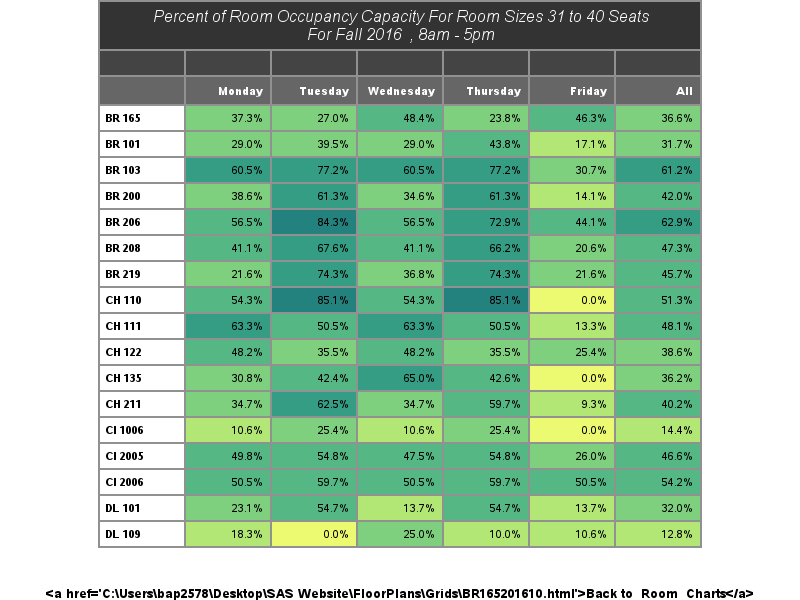 Percent of Room Occupancy Capacity For Room Sizes 31 to 40 Seats
For Fall 2016 , 8am - 5pm
Monday Tuesday Wednesday Thursday Friday All
BR 165 37.3% 27.0% 48.4% 23.8% 46.3% 36.6%
BR 101 29.0% 39.5% 29.0% 43.8% 17.1% 31.7%
BR 103 60.5% 77.2% 60.5% 77.2% 30.7% 61.2%
BR 200 38.6% 61.3% 34.6% 61.3% 14.1% 42.0%
BR 206 56.5% 84.3% 56.5% 72.9% 44.1% 62.9%
BR 208 41.1% 67.6% 41.1% 66.2% 20.6% 47.3%
BR 219 21.6% 74.3% 36.8% 74.3% 21.6% 45.7%
CH 110 54.3% 85.1% 54.3% 85.1% 0.0% 51.3%
CH 111 63.3% 50.5% 63.3% 50.5% 13.3% 48.1%
CH 122 48.2% 35.5% 48.2% 35.5% 25.4% 38.6%
CH 135 30.8% 42.4% 65.0% 42.6% 0.0% 36.2%
CH 211 34.7% 62.5% 34.7% 59.7% 9.3% 40.2%
CI 1006 10.6% 25.4% 10.6% 25.4% 0.0% 14.4%
CI 2005 49.8% 54.8% 47.5% 54.8% 26.0% 46.6%
CI 2006 50.5% 59.7% 50.5% 59.7% 50.5% 54.2%
DL 101 23.1% 54.7% 13.7% 54.7% 13.7% 32.0%
DL 109 18.3% 0.0% 25.0% 10.0% 10.6% 12.8%
<a href='C:\Users\bap2578\Desktop\SAS Website\FloorPlans\Grids\BR165201610.html'>Back to Room Charts</a>